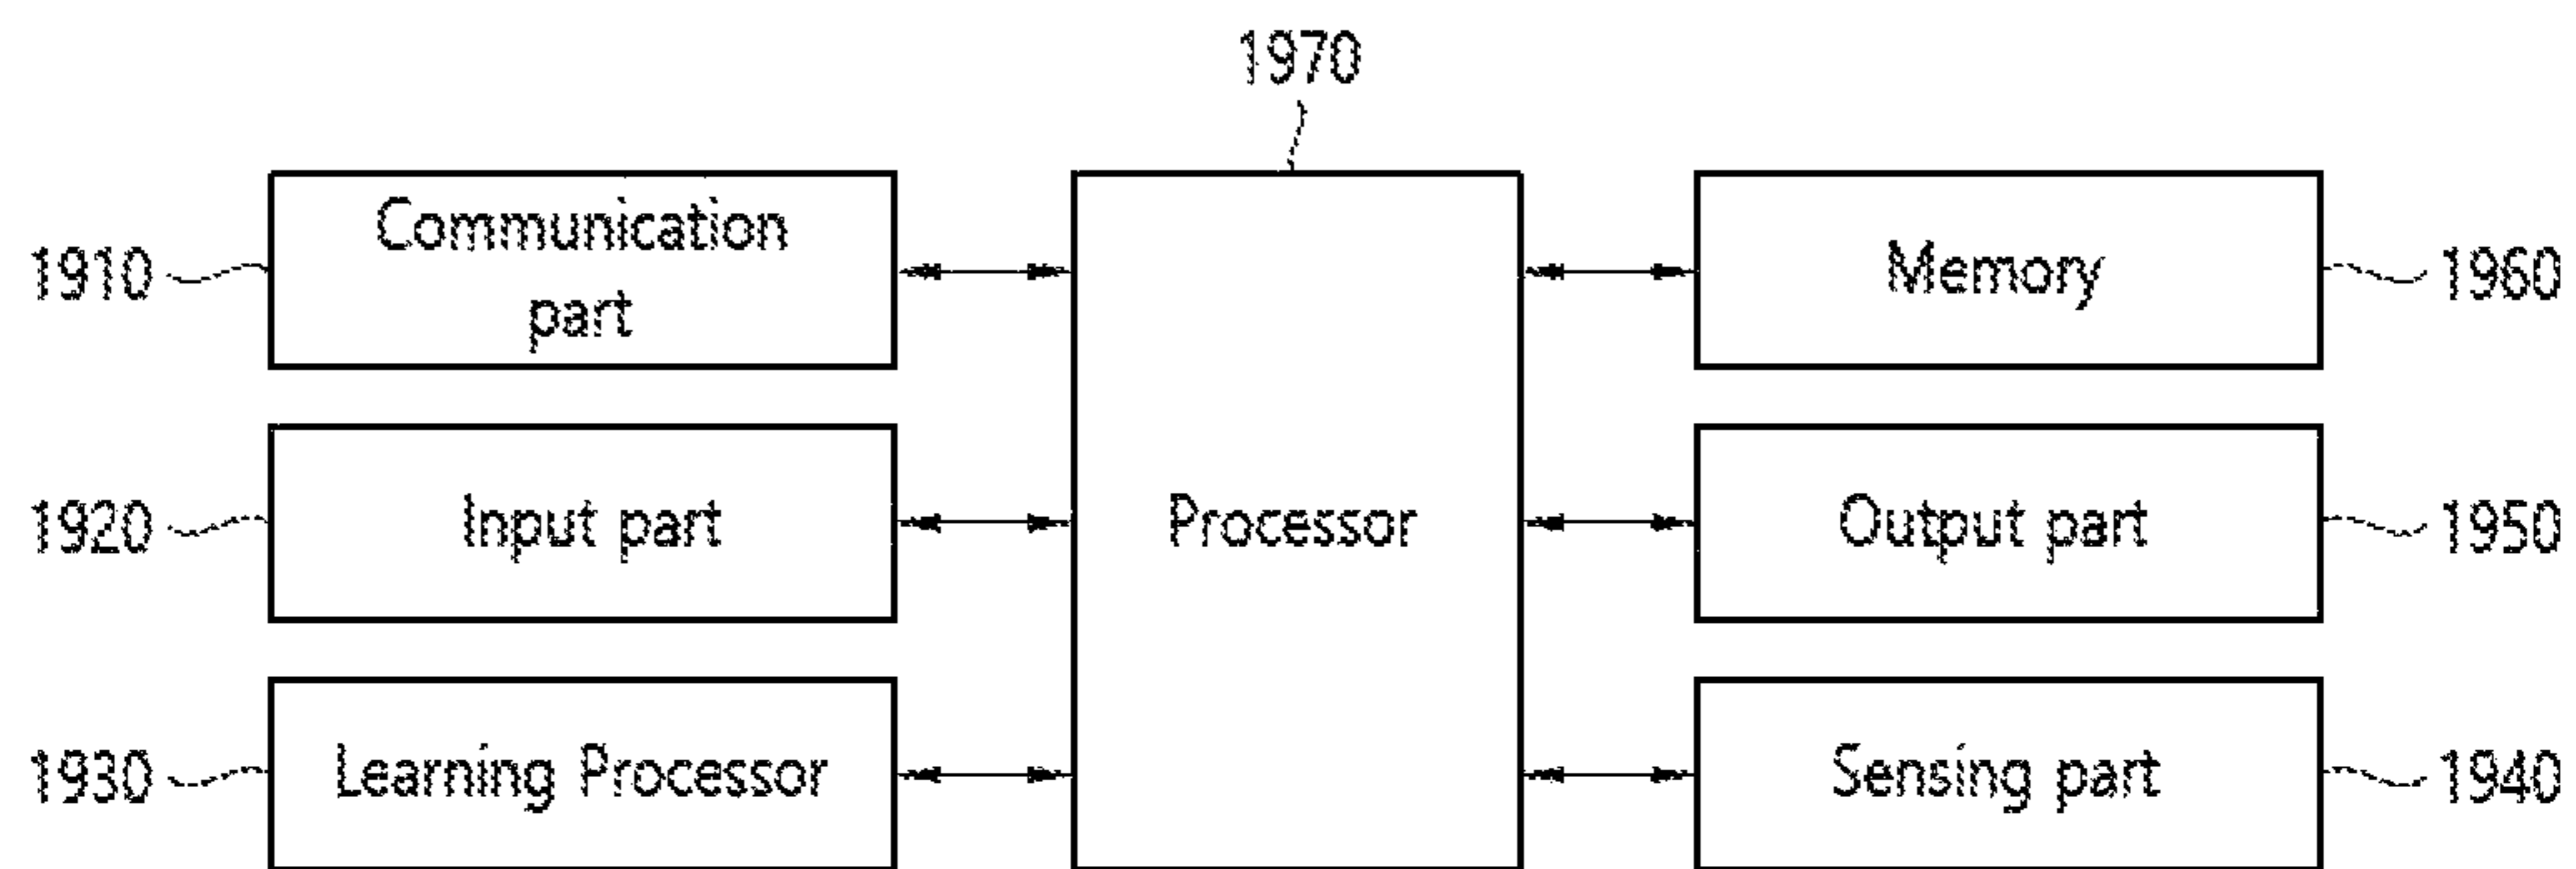 1970
Communication
part
1910
Memory
1960
1920
Input part
Processor
Output part
1950
1930
Learning Processor
Sensing part
1940